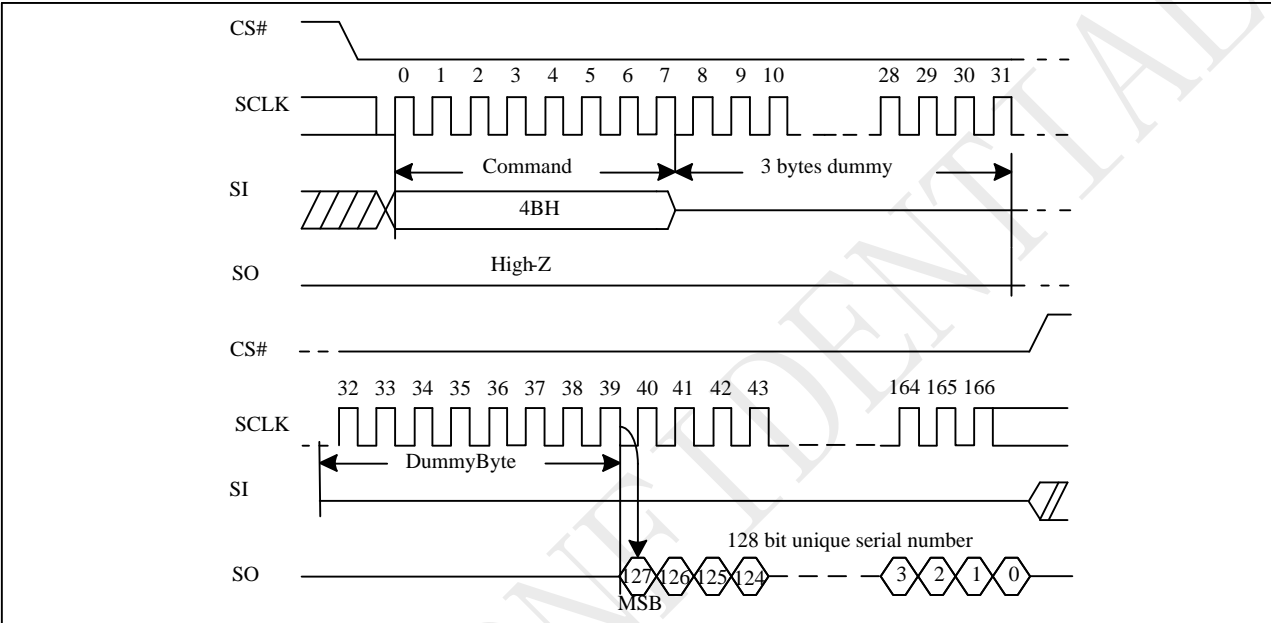 CS#
0 1 2 3 4 5 6 7 8 9 10 28 29 30 31
SCLK
Command 3 bytes dummy
SI
4BH
High-Z
SO
CS#
32 33 34 35 36 37 38 39 40 41 42 43 164 165 166
SCLK
DummyByte
SI
128 bit unique serial number
SO
127 126 125 124 3 2 1 0
MSB